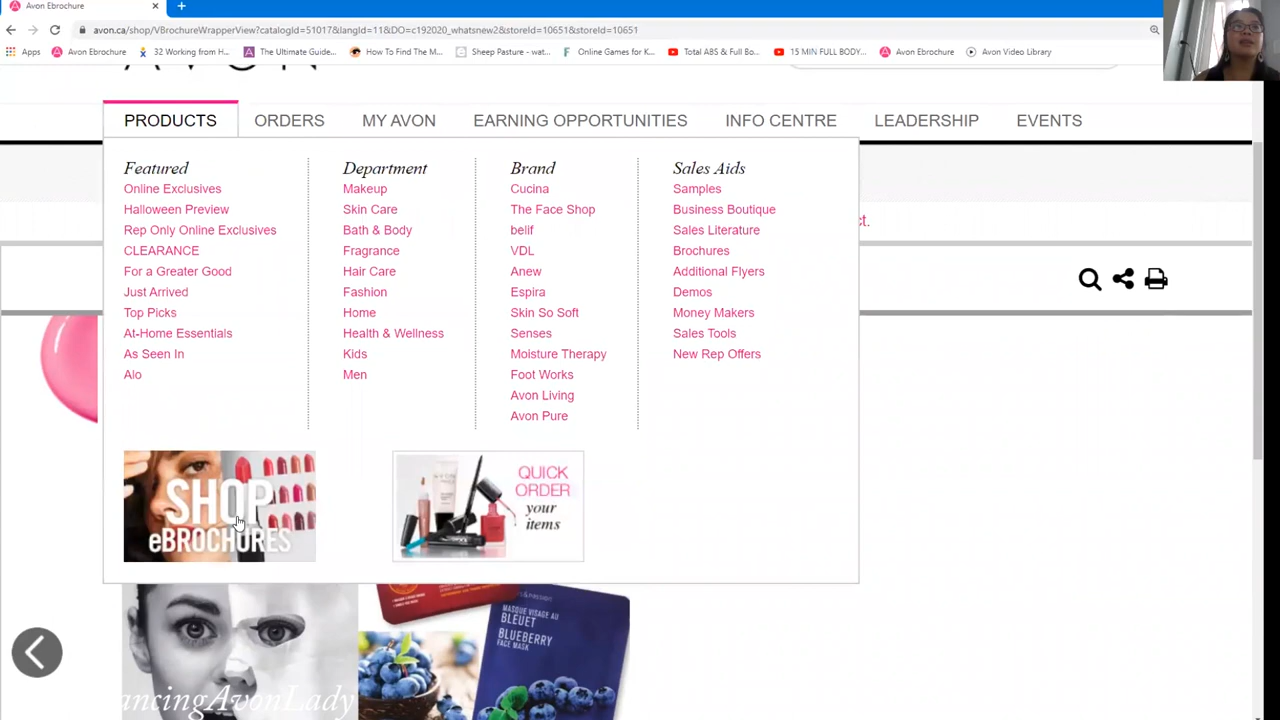 Avon Ebrochure
avon.ca/shop/VBrochureWrapperView?catalogId=51017&langId=11&DO=c192020_whatsnew2&storeId=10651&storeId=10651
Apps Avon Ebrochure 32 Working from H... The Ultimate Guide... How To Find The M... Sheep Pasture - wat... Online Games for K... Total ABS & Full Bo... 15 MIN FULL BODY... Avon Ebrochure Avon Video Library
AVON
PRODUCTS ORDERS MY AVON EARNING OPPORTUNITIES INFO CENTRE LEADERSHIP EVENTS
Featured
Online Exclusives
Halloween Preview
Rep Only Online Exclusives
CLEARANCE
For a Greater Good
Just Arrived
Top Picks
At-Home Essentials
As Seen In
Alo
Department
Makeup
Skin Care
Bath & Body
Fragrance
Hair Care
Fashion
Home
Health & Wellness
Kids
Men
Brand
Cucina
The Face Shop
belif
VDL
Anew
Espira
Skin So Soft
Senses
Moisture Therapy
Foot Works
Avon Living
Avon Pure
Sales Aids
Samples
Business Boutique
Sales Literature
Brochures
Additional Flyers
Demos
Money Makers
Sales Tools
New Rep Offers
ct.
SHOP
eBROCHURES
QUICK
ORDER
your
items
MASQUE VISAGE AU
BLEUET
BLUEBERRY
FACE MASK
ancingAvonLady